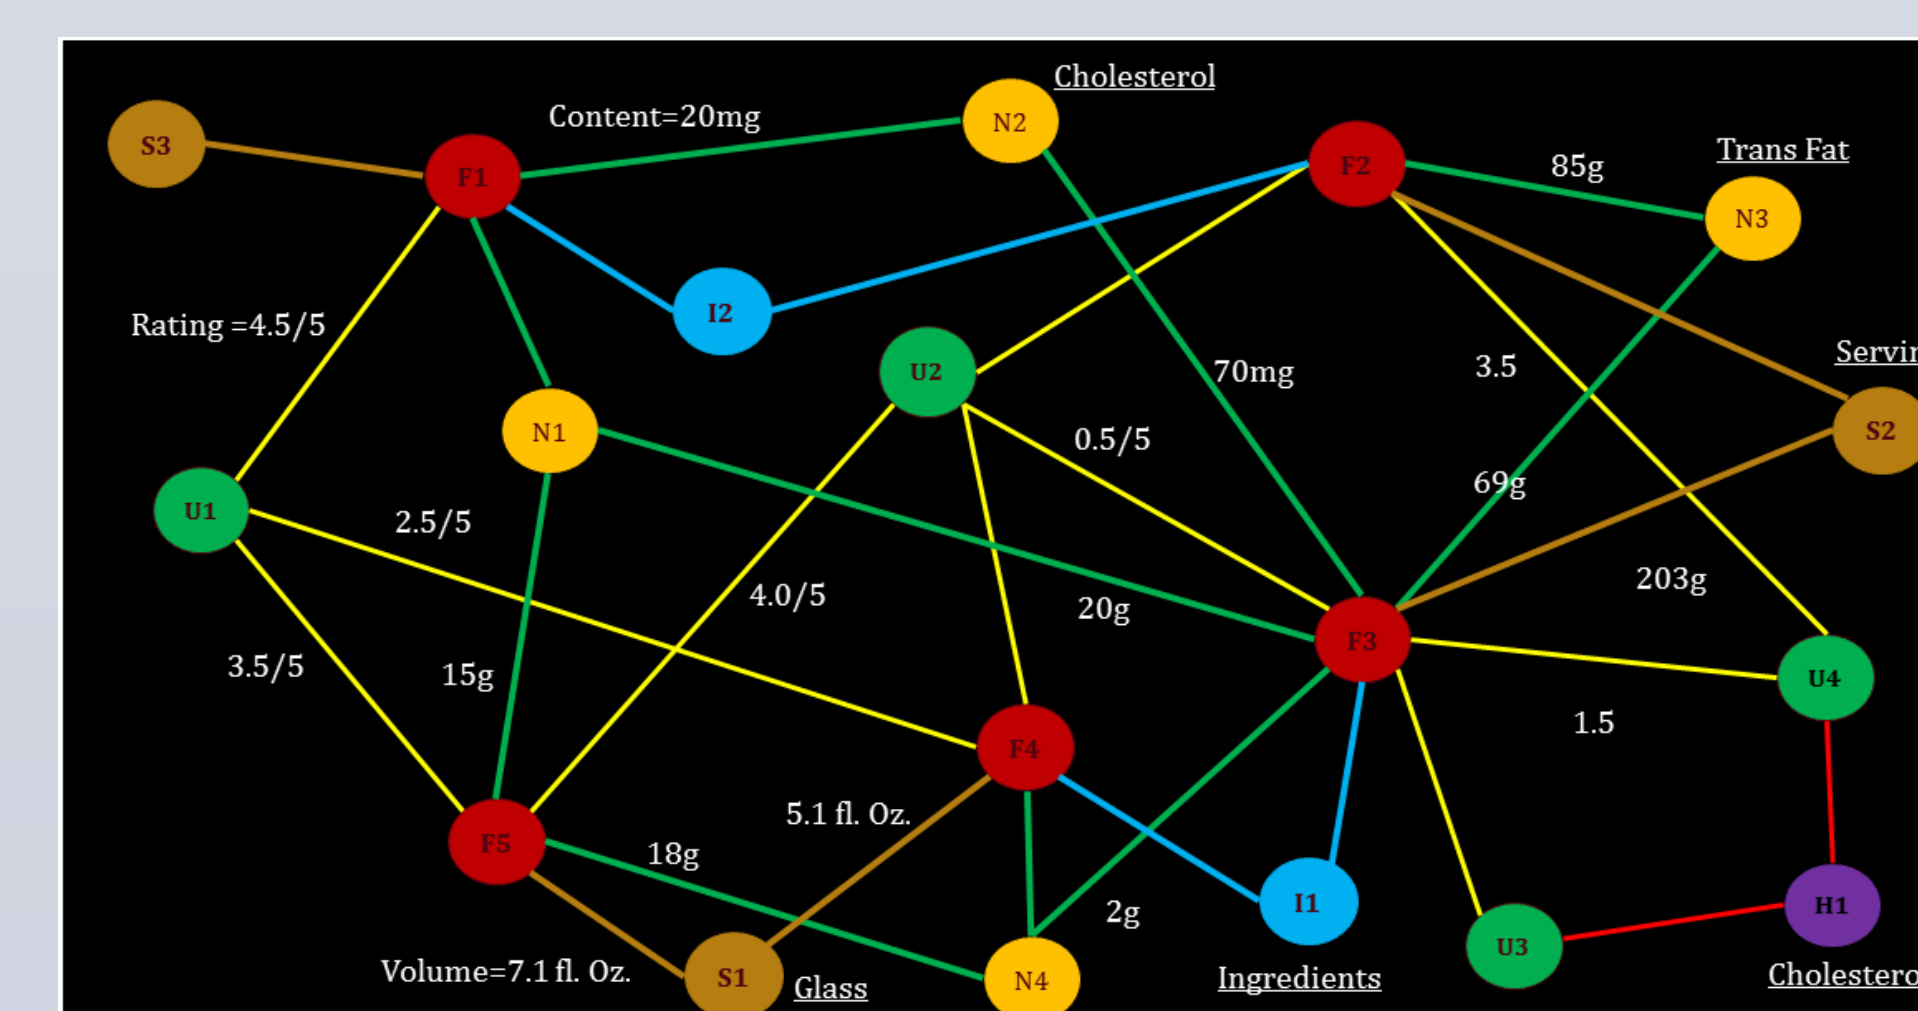 Cholesterol
Content=20mg
N2
S3
F1
F2
85g
Trans Fat
N3
I2
Rating =4.5/5
U2
70mg
3.5
Servin
N1
0.5/5
S2
69g
U1
2.5/5
4.0/5
20g
203g
F3
3.5/5
15g
U4
1.5
F4
5.1 fl. Oz.
F5
18g
I1
2g
H1
U3
Volume=7.1 fl. Oz.
S1
Glass
N4
Ingredients
Cholestero